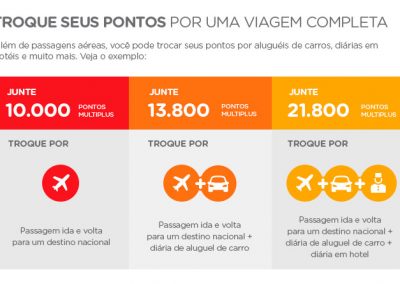 TROQUE SEUS PONTOS POR UMA VIAGEM COMPLETA
lém de passagens aéreas, você pode trocar seus pontos por aluguéis de carros, diárias em
otéis e muito mais. Veja o exemplo:
JUNTE
10.000 PONTOS
MULTIPLUS
TROQUE POR
Passagem ida e volta
para um destino nacional
JUNTE
13.800 PONTOS
MULTIPLUS
TROQUE POR
+
Passagem ida e volta
para um destino nacional +
diária de aluguel de carro
JUNTE
21.800 PONTOS
MULTIPLUS
TROQUE POR
+ +
Passagem ida e volta
para um destino nacional +
diária de aluguel de carro +
diária em hotel